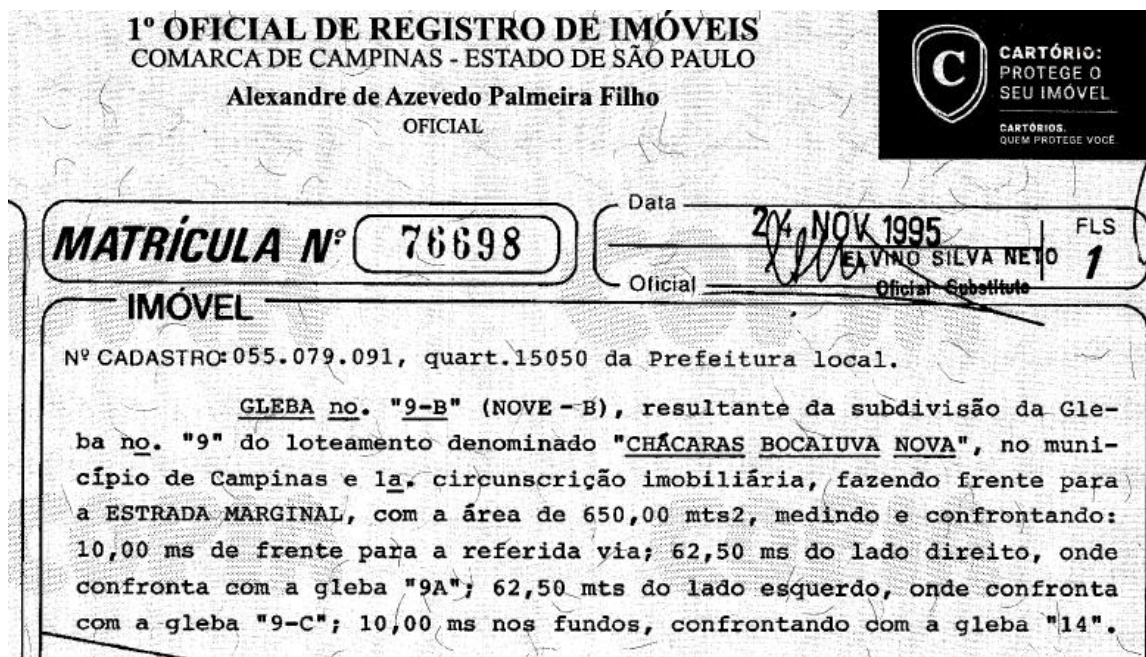 1º OFICIAL DE REGISTRO DE IMÓVEIS
COMARCA DE CAMPINAS - ESTADO DE SÃO PAULO
Alexandre de Azevedo Palmeira Filho
OFICIAL
C
CARTÓRIO:
PROTEGE O
SEU IMÓVEL
CARTÓRIOS.
QUEM PROTEGE VOCÊ.
MATRÍCULA Nº 76698
Data
24 NOV 1995
ELVINO SILVA NETO
Oficial Oficial Substituto
FLS
1
IMÓVEL
Nº CADASTRO: 055.079.091, quart.15050 da Prefeitura local.
GLEBA no. "9-B" (NOVE - B), resultante da subdivisão da Gle-
ba no. "9" do loteamento denominado "CHÁCARAS BOCAIUVA NOVA", no muni-
cípio de Campinas e 1a. circunscrição imobiliária, fazendo frente para
a ESTRADA MARGINAL, com a área de 650,00 mts2, medindo e confrontando:
10,00 ms de frente para a referida via; 62,50 ms do lado direito, onde
confronta com a gleba "9A"; 62,50 mts do lado esquerdo, onde confronta
com a gleba "9-C"; 10,00 ms nos fundos, confrontando com a gleba "14".